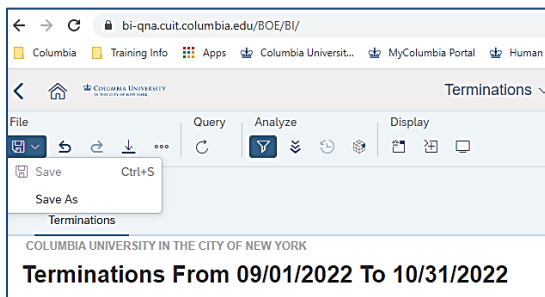 bi-qna.cuit.columbia.edu/BOE/BI/
Columbia Training Info Apps Columbia Universit... MyColumbia Portal Human
COLUMBIA UNIVERSITY
IN THE CITY OF NEW YORK
Terminations
File Query Analyze Display
Save Ctrl+S
Save As
Terminations
COLUMBIA UNIVERSITY IN THE CITY OF NEW YORK
Terminations From 09/01/2022 To 10/31/2022